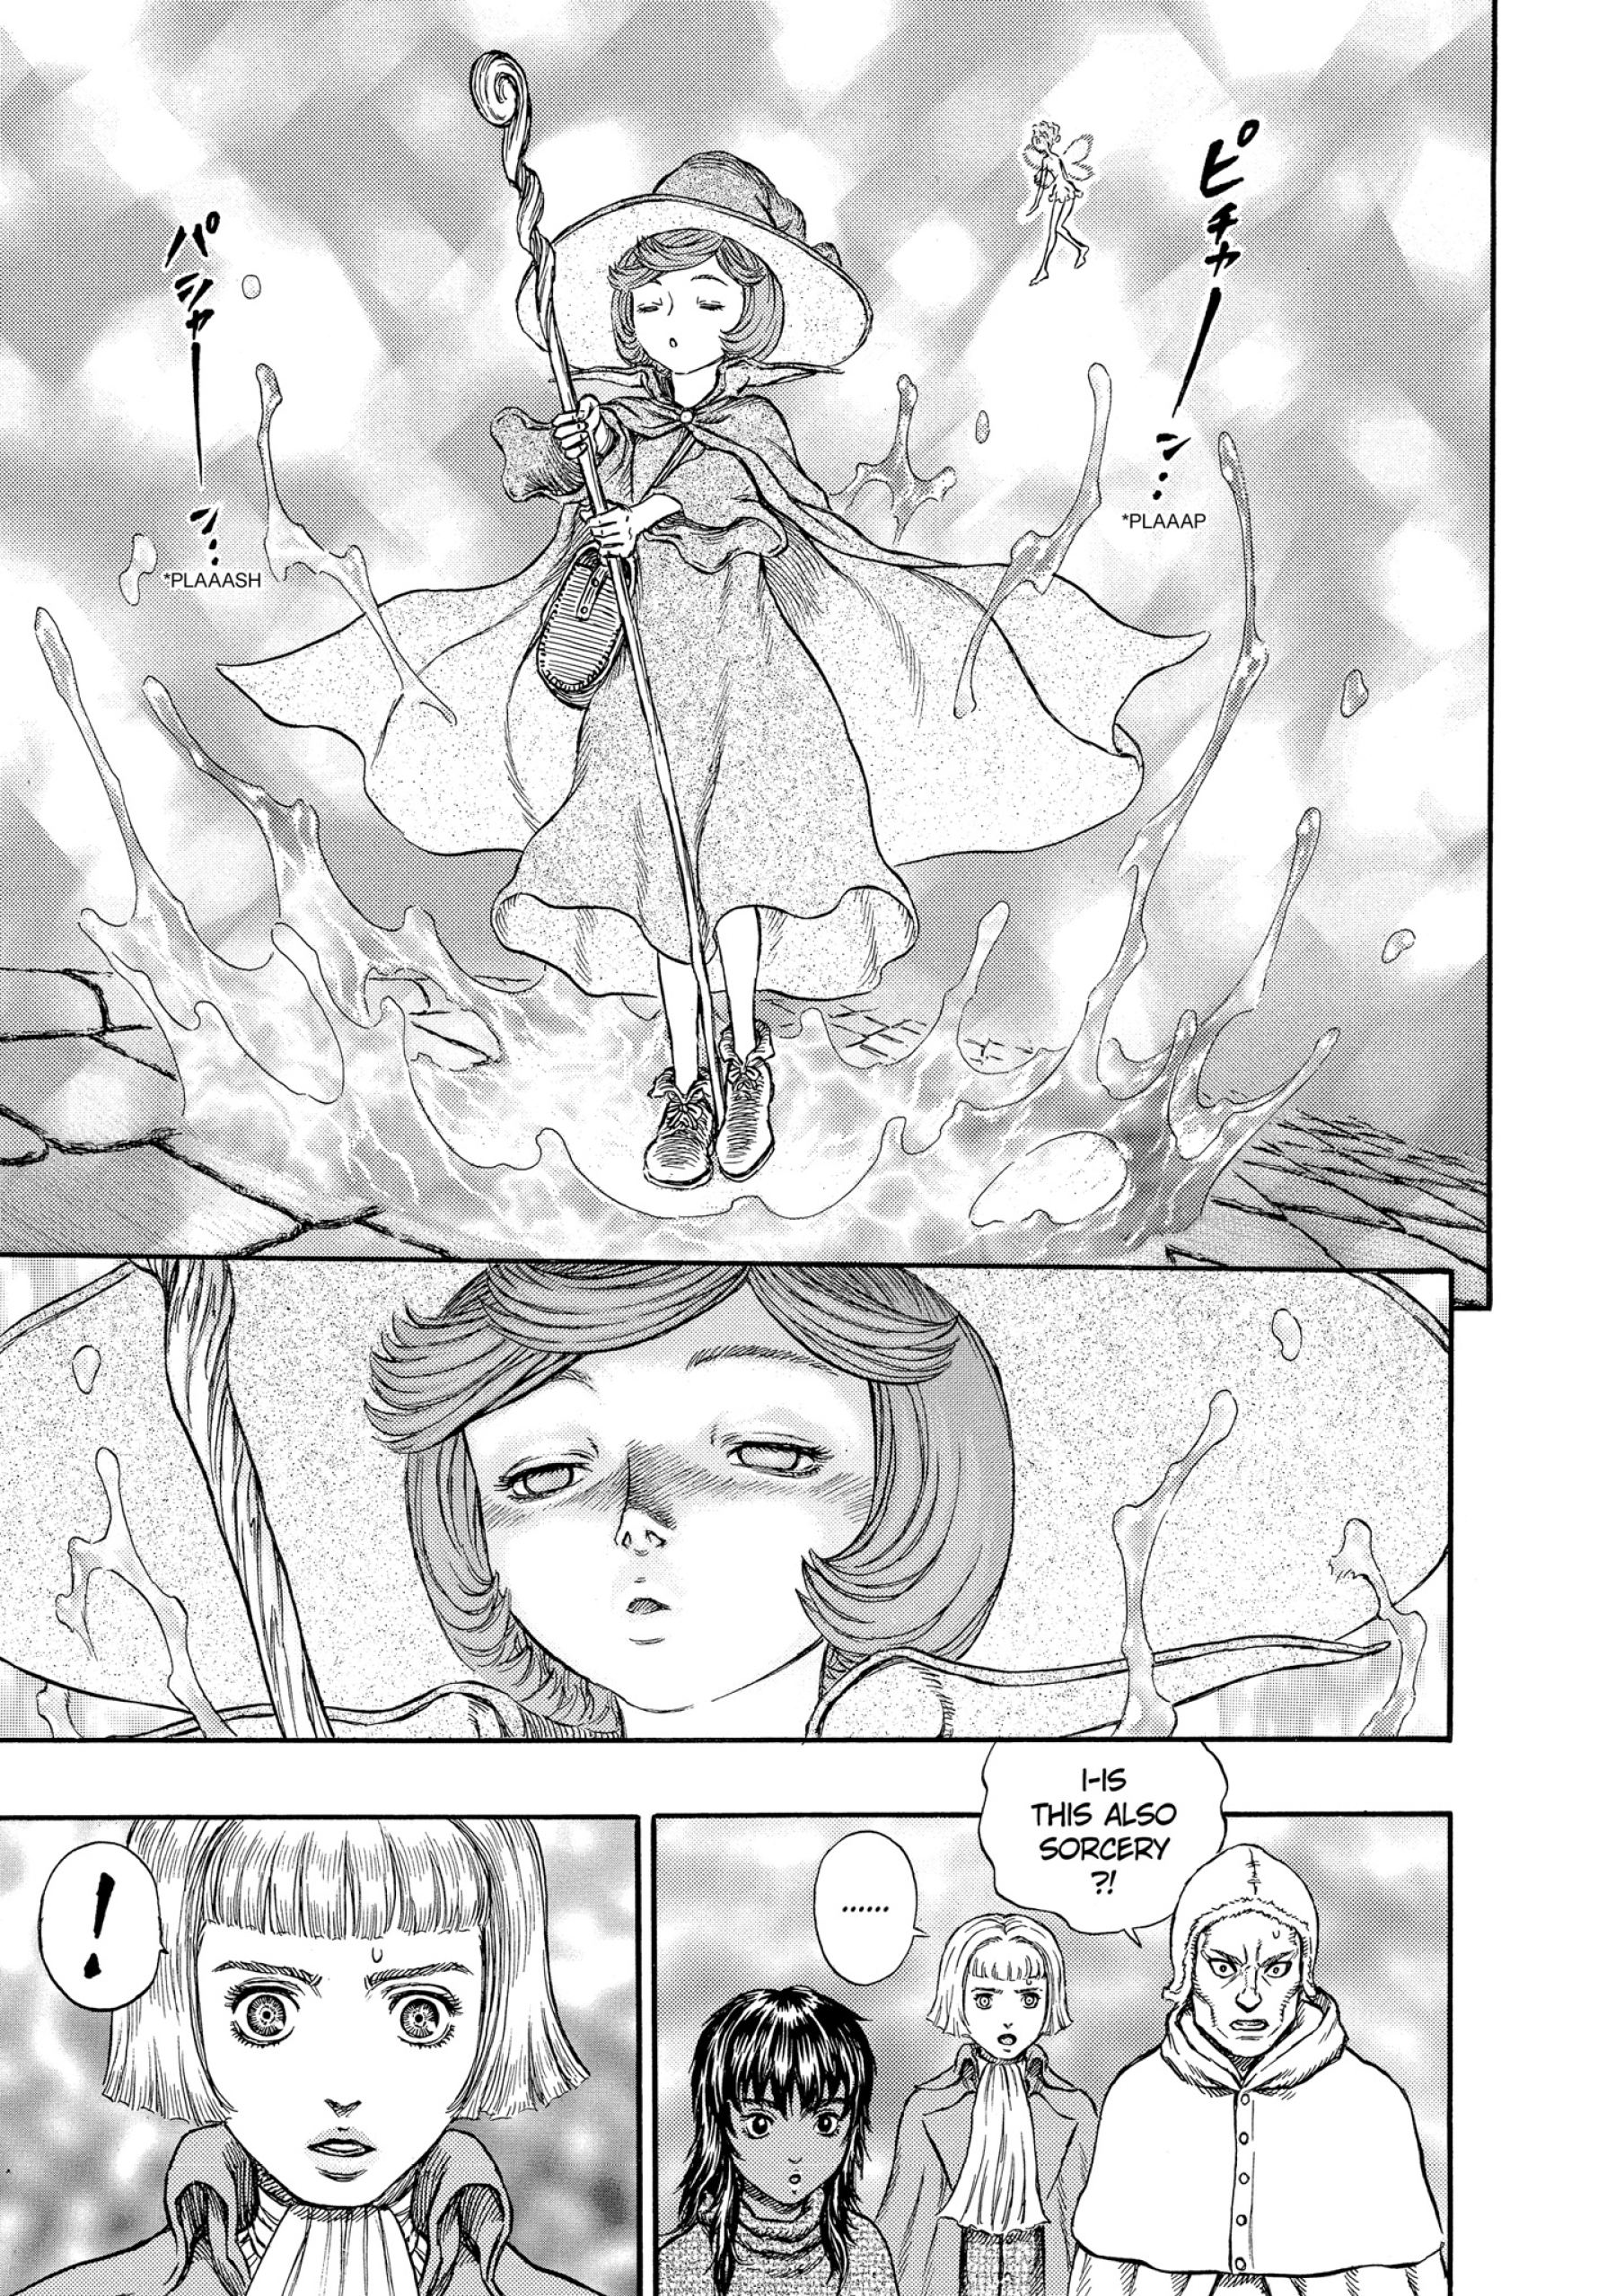 ピチャーン・・
*PLAAAP
パシャーン・・
*PLAAASH
I-IS
THIS ALSO
SORCERY
?!
......
!